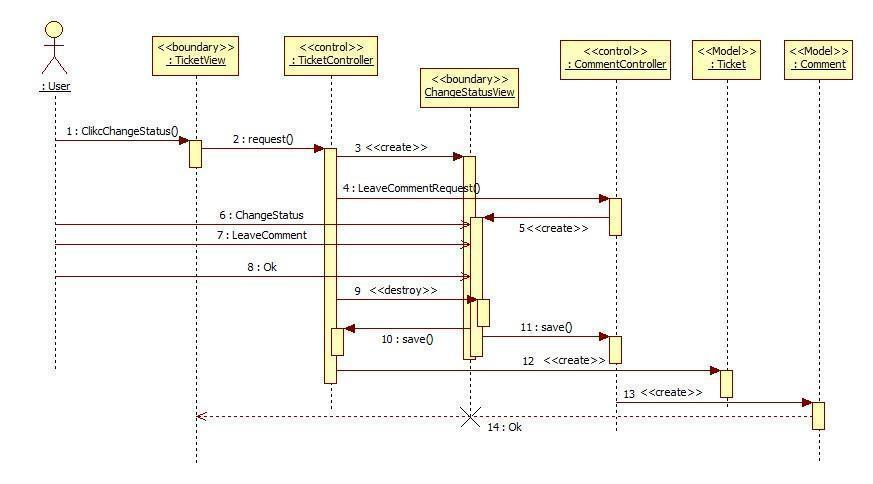 <<boundary>>
: TicketView
<<control>>
: TicketController
<<boundary>>
ChangeStatusView
<<control>>
: CommentController
<<Model>>
: Ticket
<<Model>>
: Comment
: User
1 : ClikcChangeStatus()
2 : request()
3 <<create>>
4 : LeaveCommentRequest()
6 : ChangeStatus
5<<create>>
7 : LeaveComment
8 : Ok
9 <<destroy>>
10 : save()
11 : save()
12 <<create>>
13 <<create>>
14 : Ok